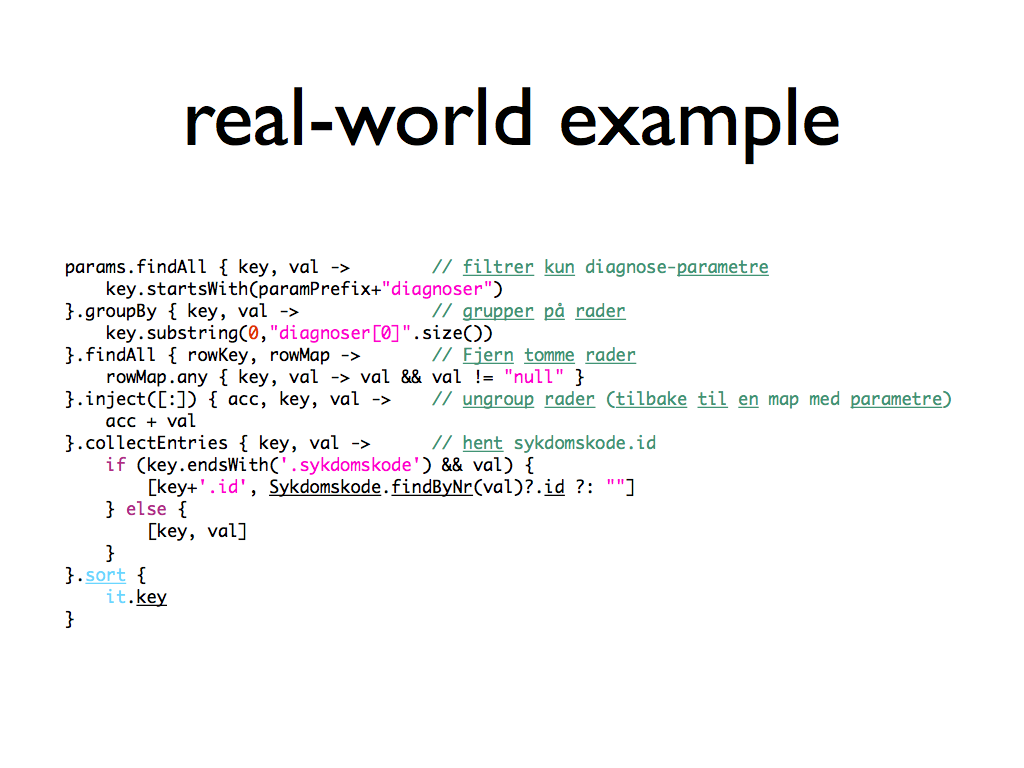 real-world example
params.findAll { key, val ->        // filtrer kun diagnose-parametre
    key.startsWith(paramPrefix+"diagnoser")
}.groupBy { key, val ->             // grupper på rader
    key.substring(0,"diagnoser[0]".size())
}.findAll { rowKey, rowMap ->       // Fjern tomme rader
    rowMap.any { key, val -> val && val != "null" }
}.inject([:]) { acc, key, val ->    // ungroup rader (tilbake til en map med parametre)
    acc + val
}.collectEntries { key, val ->      // hent sykdomskode.id
    if (key.endsWith('.sykdomskode') && val) {
        [key+'.id', Sykdomskode.findByNr(val)?.id ?: ""]
    } else {
        [key, val]
    }
}.sort {
    it.key
}